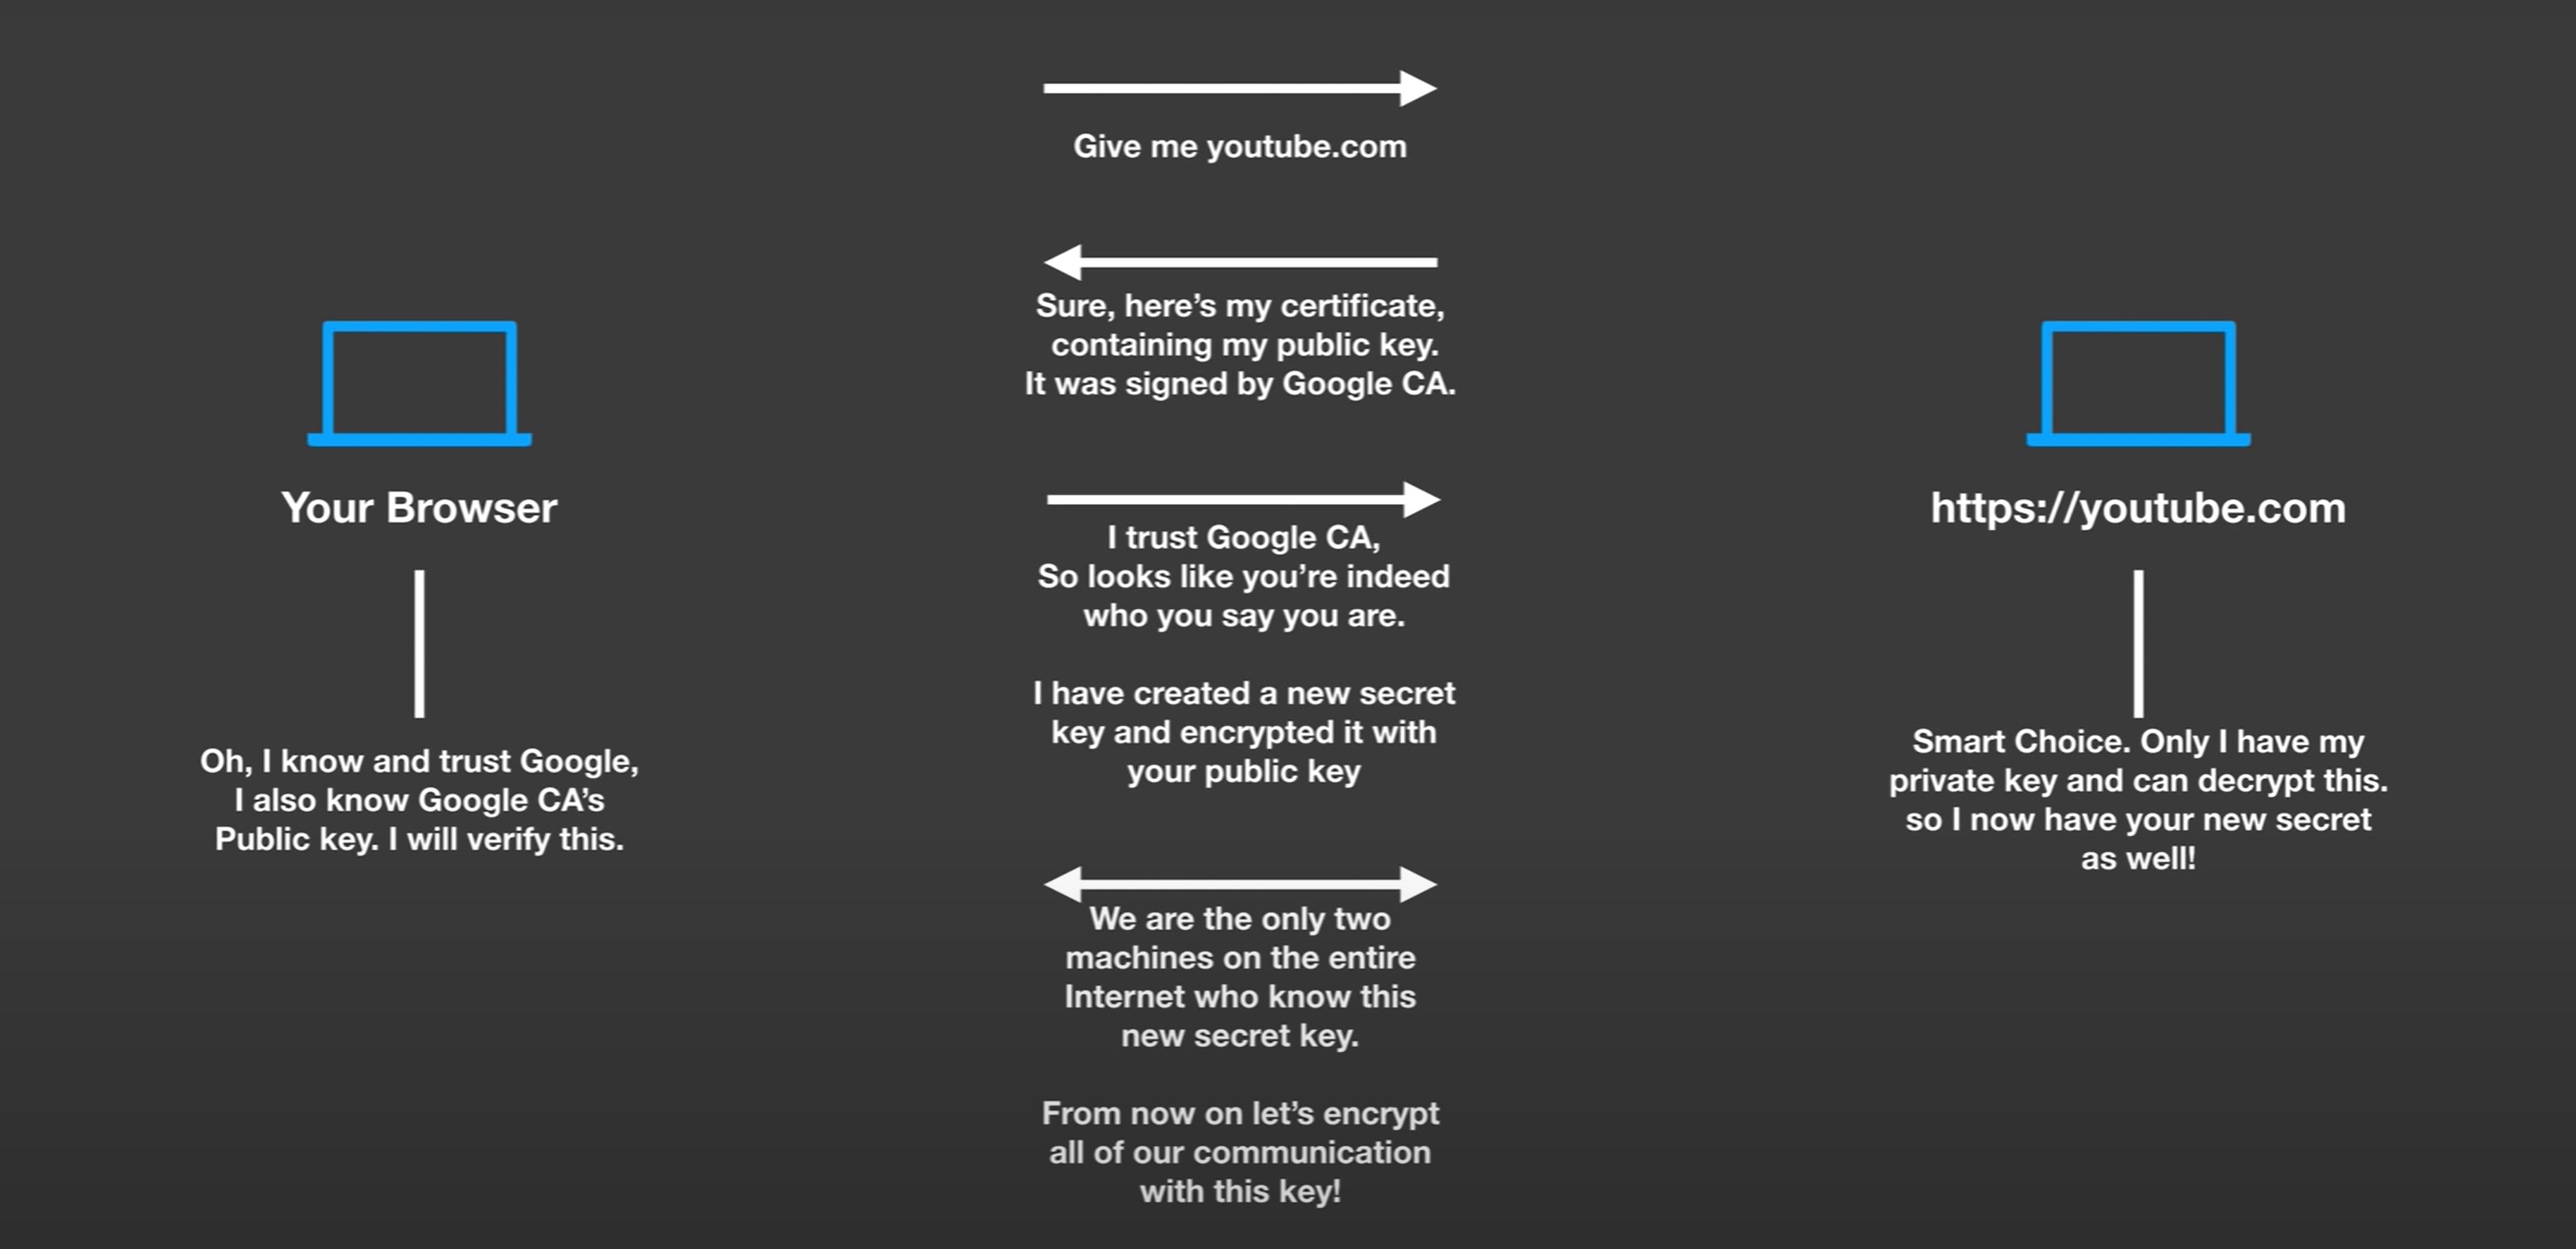 Give me youtube.com
Sure, here's my certificate,
containing my public key.
It was signed by Google CA.
Your Browser
https://youtube.com
I trust Google CA,
So looks like you're indeed
who you say you are.
I have created a new secret
key and encrypted it with
your public key
Oh, I know and trust Google,
I also know Google CA's
Public key. I will verify this.
Smart Choice. Only I have my
private key and can decrypt this.
so I now have your new secret
as well!
We are the only two
machines on the entire
Internet who know this
new secret key.
From now on let's encrypt
all of our communication
with this key!